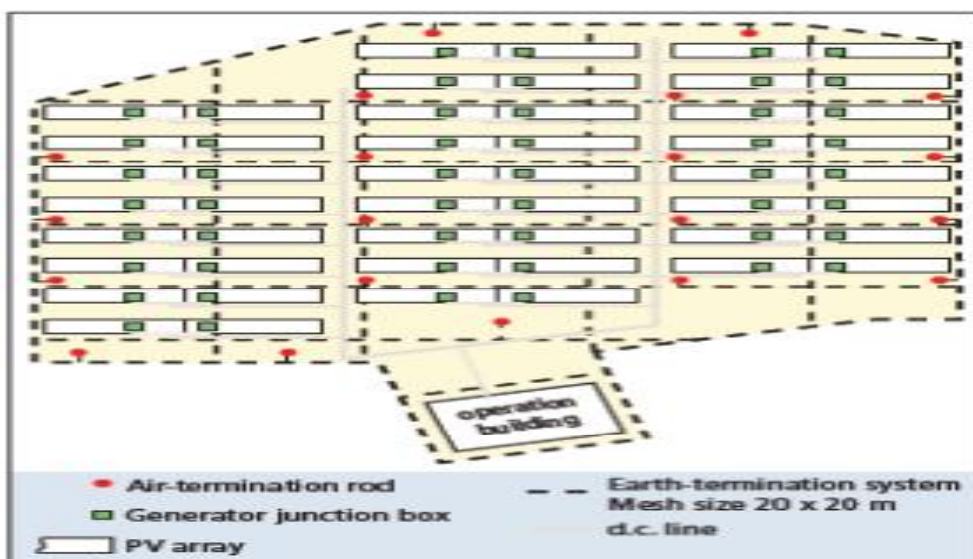 operation
building
Air-termination rod
Generator junction box
PV array
Earth-termination system
Mesh size 20 x 20 m
d.c. line